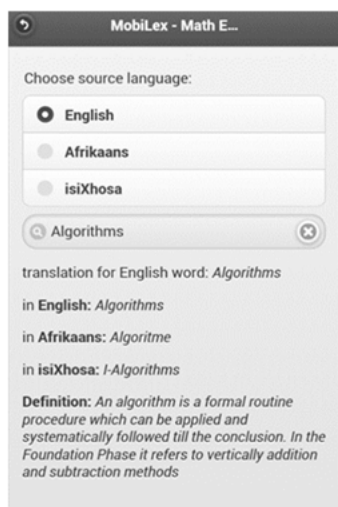 MobiLex - Math E...
Choose source language:
English
Afrikaans
isiXhosa
Algorithms
translation for English word: Algorithms
in English: Algorithms
in Afrikaans: Algoritme
in isiXhosa: I-Algorithms
Definition: An algorithm is a formal routine
procedure which can be applied and
systematically followed till the conclusion. In the
Foundation Phase it refers to vertically addition
and subtraction methods